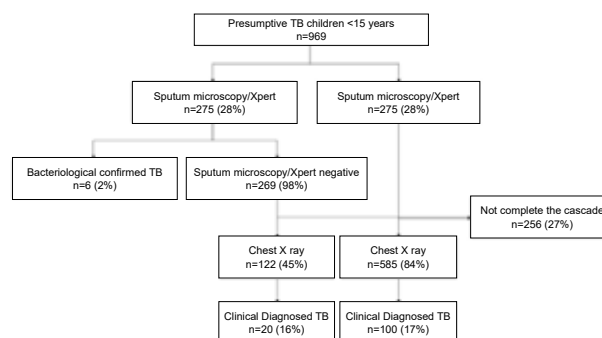 Presumptive TB children <15 years
n=969
Sputum microscopy/Xpert
n=275 (28%)
Sputum microscopy/Xpert
n=275 (28%)
Bacteriological confirmed TB
n=6 (2%)
Sputum microscopy/Xpert negative
n=269 (98%)
Not complete the cascade
n=256 (27%)
Chest X ray
n=122 (45%)
Chest X ray
n=585 (84%)
Clinical Diagnosed TB
n=20 (16%)
Clinical Diagnosed TB
n=100 (17%)